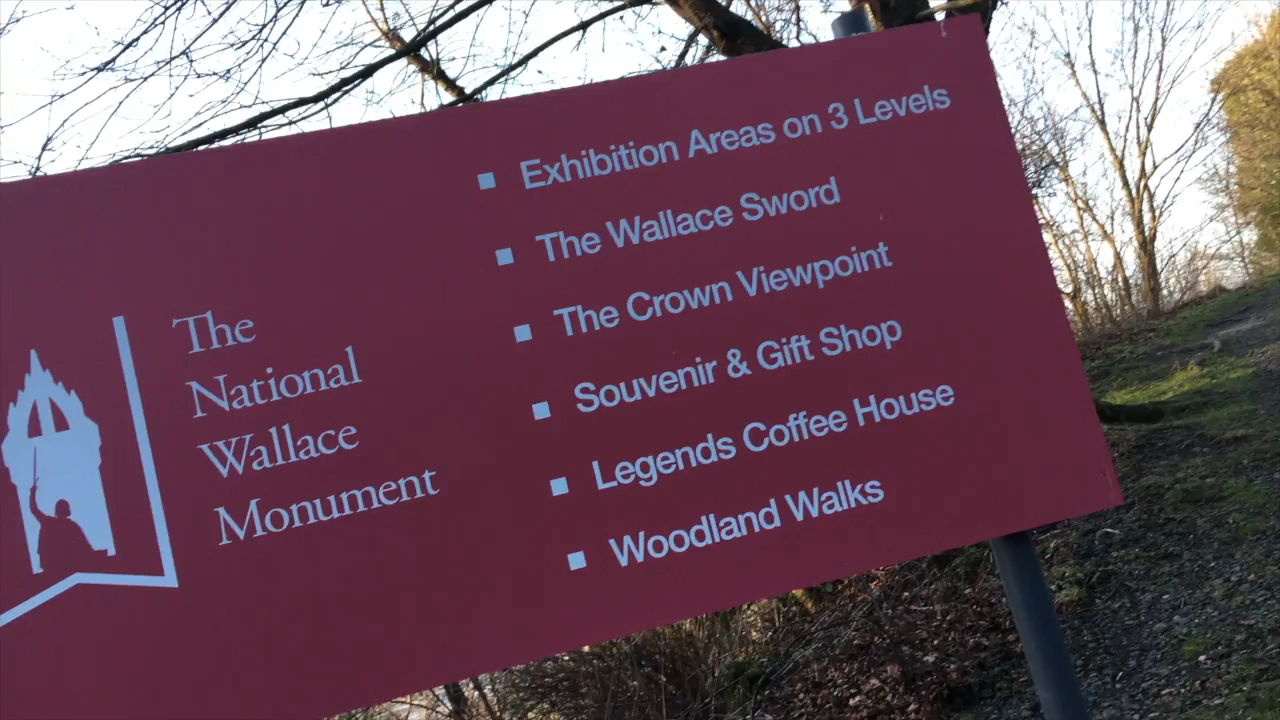 The
National
Wallace
Monument
Exhibition Areas on 3 Levels
The Wallace Sword
The Crown Viewpoint
Souvenir & Gift Shop
Legends Coffee House
Woodland Walks